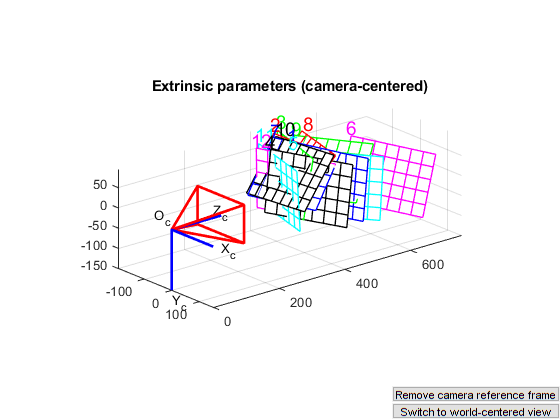 Extrinsic parameters (camera-centered)
8
6
10
50
0
-50
-100
-150
-100
0
100
0
200
400
600
Oc
Zc
Xc
Yc
Remove camera reference frame
Switch to world-centered view